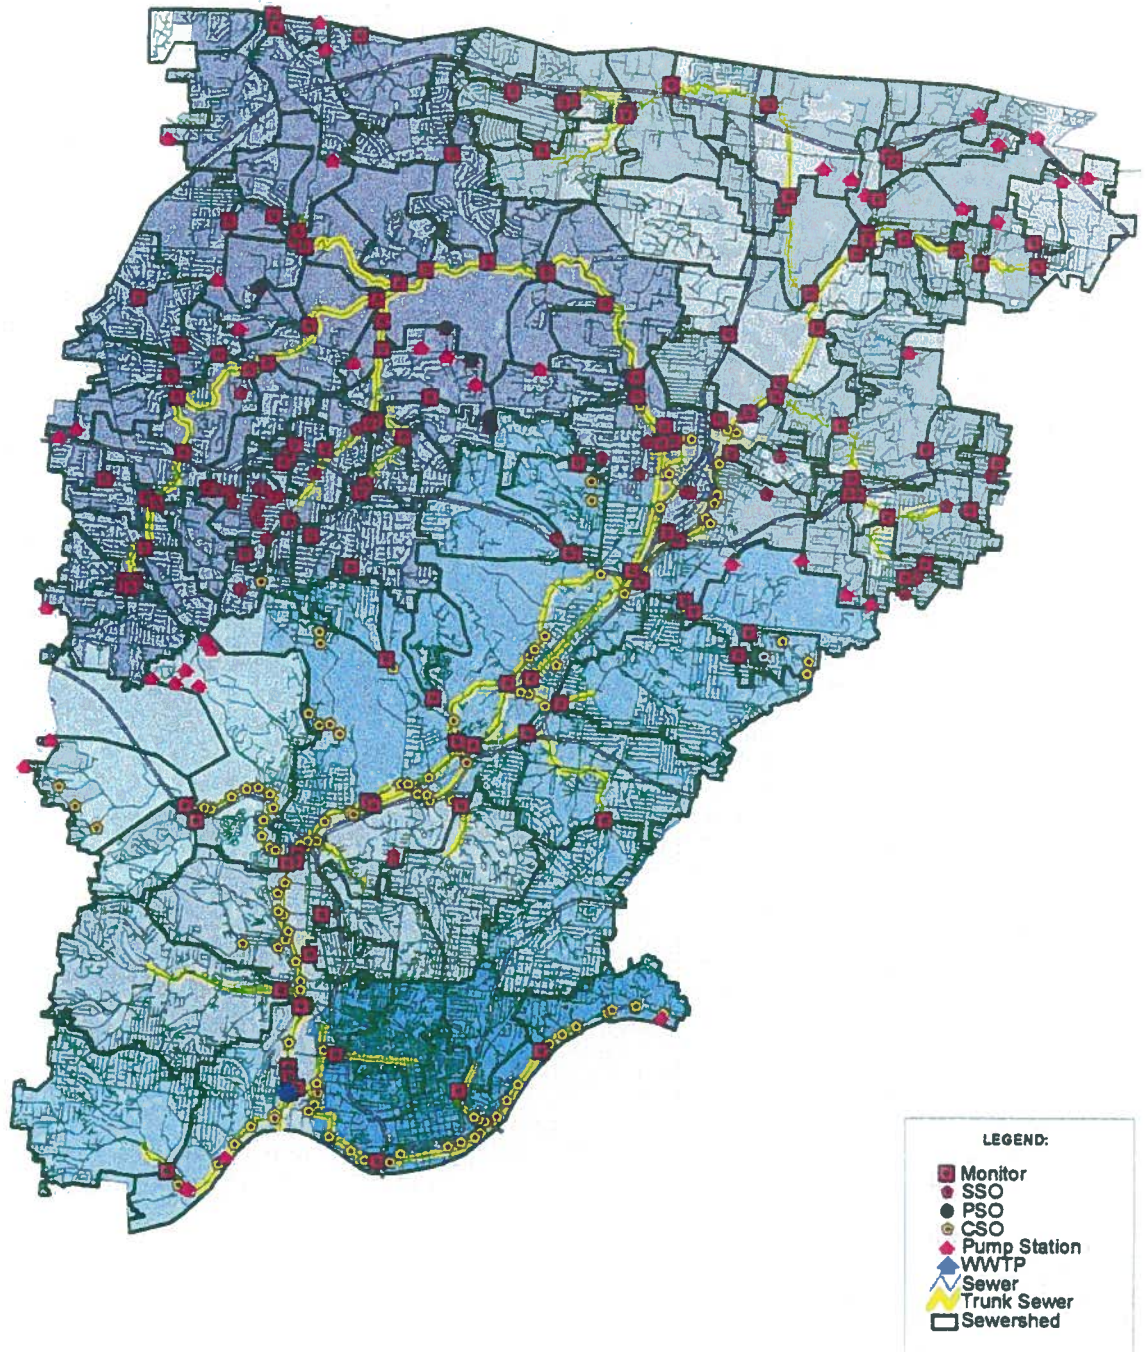 LEGEND:
Monitor
SSO
PSO
CSO
Pump Station
WWTP
Sewer
Trunk Sewer
Sewershed